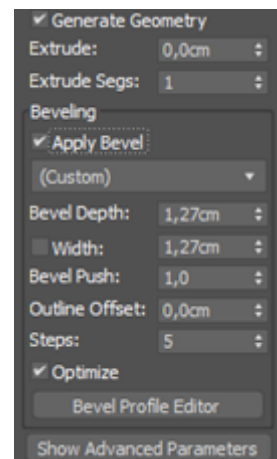 Generate Geometry
Extrude: 0,0cm
Extrude Segs: 1
Beveling
Apply Bevel
(Custom)
Bevel Depth: 1,27cm
Width: 1,27cm
Bevel Push: 1,0
Outline Offset: 0,0cm
Steps: 5
Optimize
Bevel Profile Editor
Show Advanced Parameters